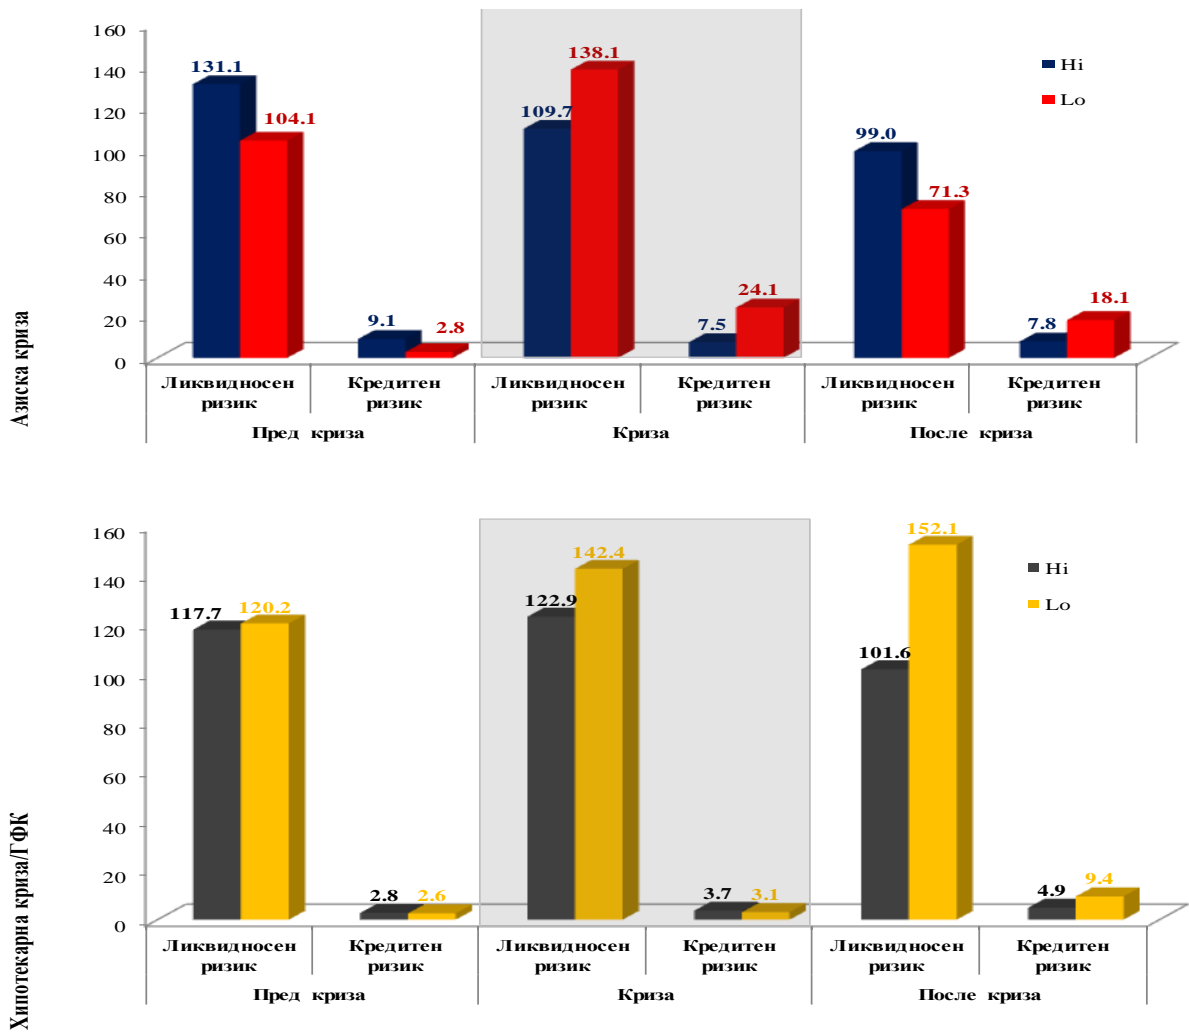 Азиска криза
160
140
120
100
80
60
40
20
0
131.1
104.1
9.1
2.8
109.7
138.1
7.5
24.1
99.0
71.3
7.8
18.1
Hi
Lo
Ликвидносен ризик
Кредитен ризик
Ликвидносен ризик
Кредитен ризик
Ликвидносен ризик
Кредитен ризик
Пред криза
Криза
После криза
Хипотекарна криза/ГФК
160
140
120
100
80
60
40
20
0
117.7
120.2
2.8
2.6
122.9
142.4
3.7
3.1
101.6
152.1
4.9
9.4
Hi
Lo
Ликвидносен ризик
Кредитен ризик
Ликвидносен ризик
Кредитен ризик
Ликвидносен ризик
Кредитен ризик
Пред криза
Криза
После криза